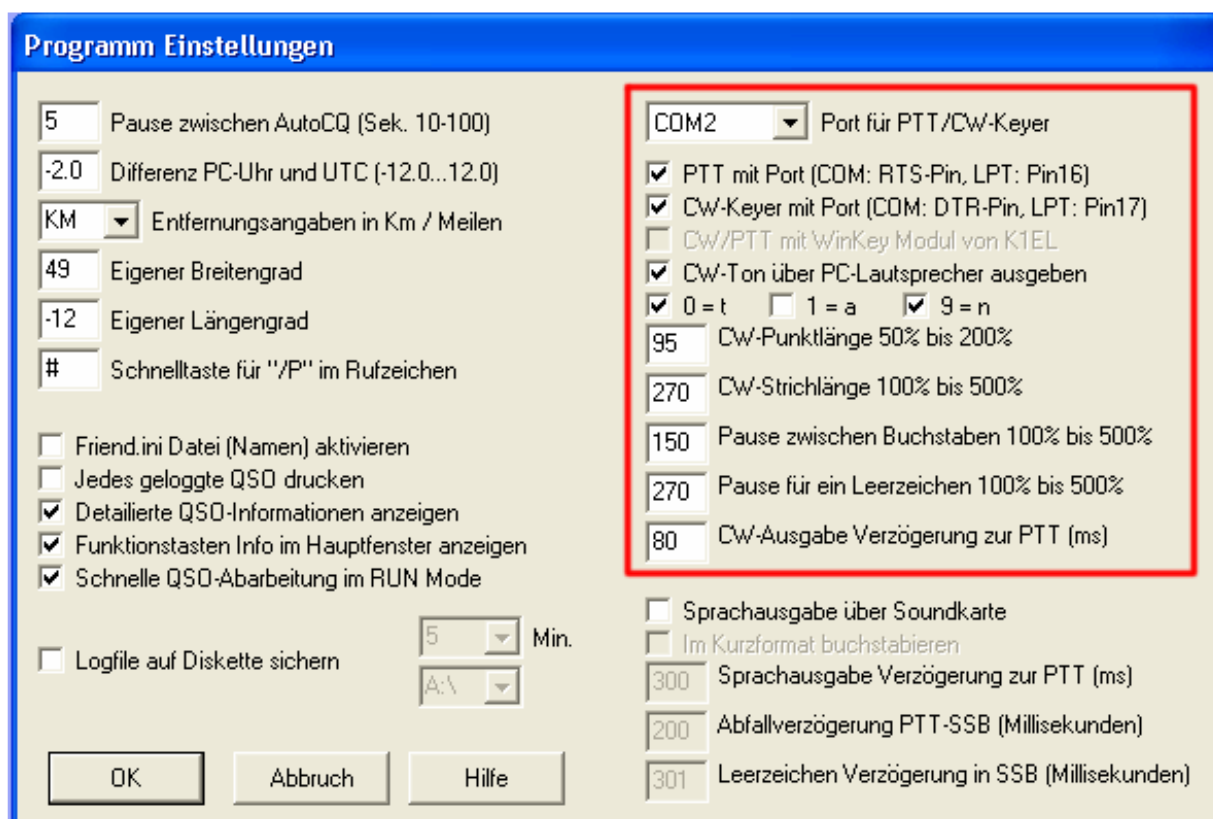 Programm Einstellungen
5 Pause zwischen AutoCQ (Sek. 10-100)
-2.0 Differenz PC-Uhr und UTC (-12.0...12.0)
KM Entfernungsangaben in Km / Meilen
49 Eigener Breitengrad
-12 Eigener Längengrad
# Schnelltaste für "/P" im Rufzeichen
Friend.ini Datei (Namen) aktivieren
Jedes geloggte QSO drucken
Detailierte QSO-Informationen anzeigen
Funktionstasten Info im Hauptfenster anzeigen
Schnelle QSO-Abarbeitung im RUN Mode
Logfile auf Diskette sichern
5 Min.
A:\
OK Abbruch Hilfe
COM2 Port für PTT/CW-Keyer
PTT mit Port (COM: RTS-Pin, LPT: Pin16)
CW-Keyer mit Port (COM: DTR-Pin, LPT: Pin17)
CW/PTT mit WinKey Modul von K1EL
CW-Ton über PC-Lautsprecher ausgeben
0 = t 1 = a 9 = n
95 CW-Punktlänge 50% bis 200%
270 CW-Strichlänge 100% bis 500%
150 Pause zwischen Buchstaben 100% bis 500%
270 Pause für ein Leerzeichen 100% bis 500%
80 CW-Ausgabe Verzögerung zur PTT (ms)
Sprachausgabe über Soundkarte
Im Kurzformat buchstabieren
300 Sprachausgabe Verzögerung zur PTT (ms)
200 Abfallverzögerung PTT-SSB (Millisekunden)
301 Leerzeichen Verzögerung in SSB (Millisekunden)